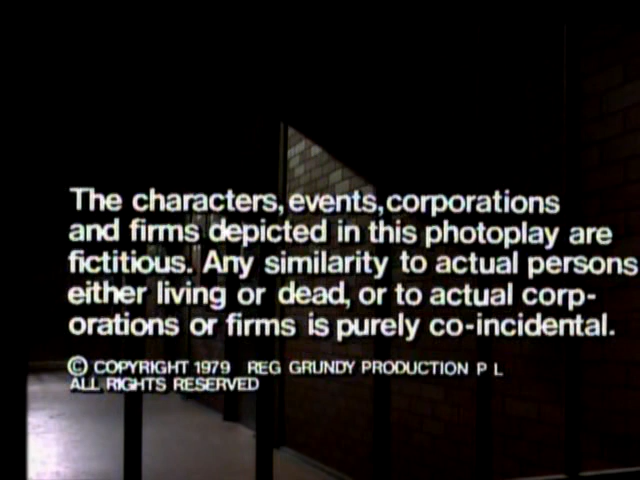 The characters, events, corporations
and firms depicted in this photoplay are
fictitious. Any similarity to actual persons
either living or dead, or to actual corp-
orations or firms is purely co-incidental.
© COPYRIGHT 1979 REG GRUNDY PRODUCTION P L
ALL RIGHTS RESERVED